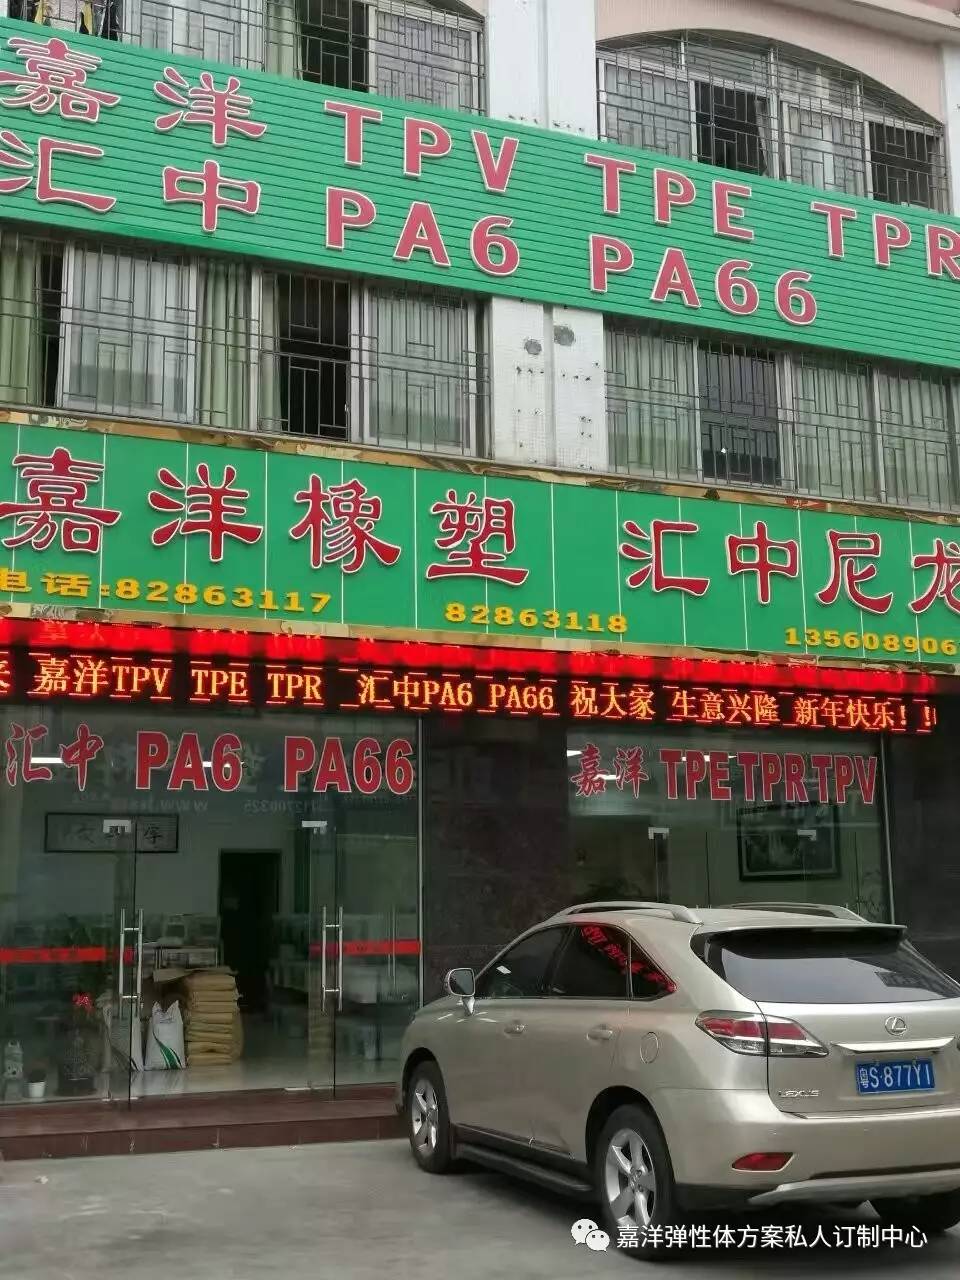 嘉洋 TPV TPE TPR
汇中 PA6 PA66
嘉洋橡塑 汇中尼龙
电话:82863117 82863118 135608906
嘉洋TPV TPE TPR 汇中PA6 PA66 祝大家 生意兴隆 新年快乐!!
汇中 PA6 PA66
嘉洋 TPE TPR TPV
LEXUS
粤S·877YI
嘉洋弹性体方案私人订制中心